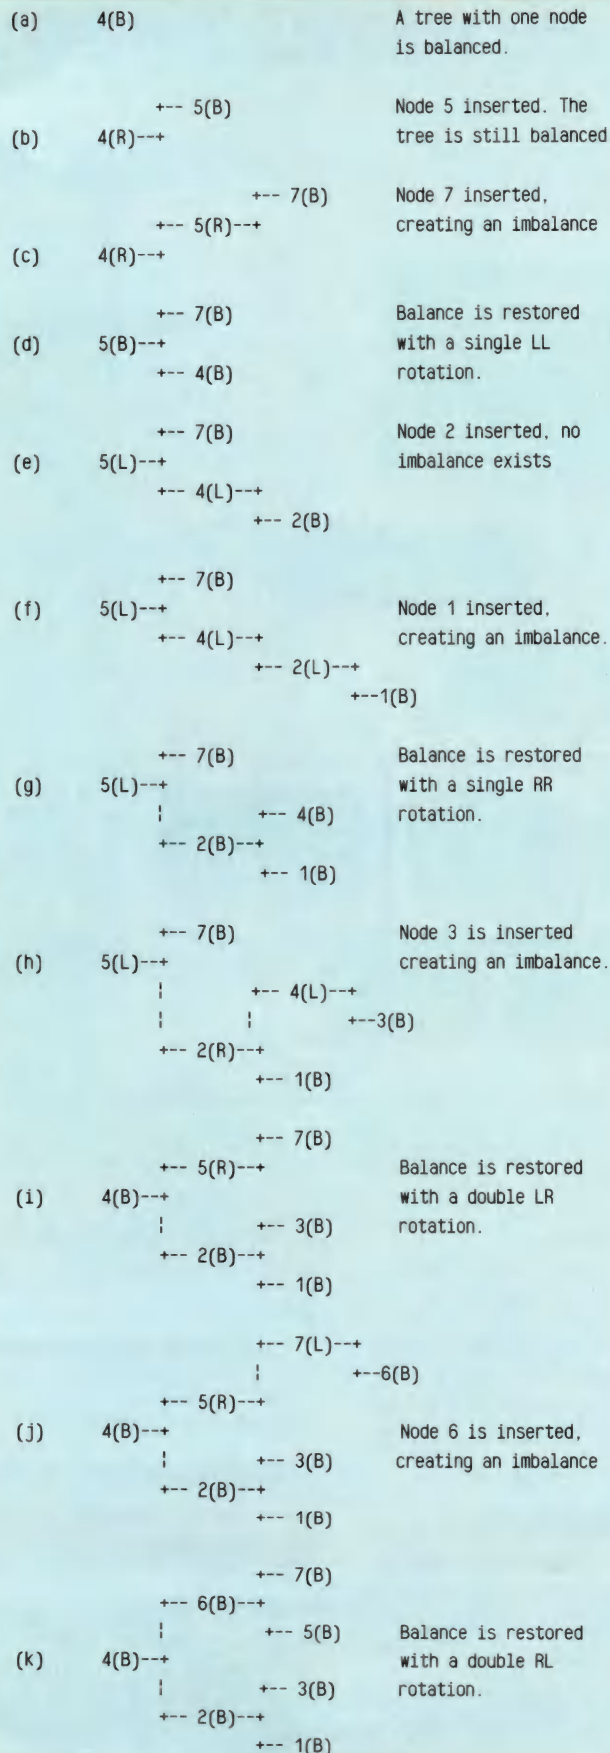 (a) 4(B) A tree with one node
is balanced.
+-- 5(B) Node 5 inserted. The
(b) 4(R)--+ tree is still balanced
+-- 7(B) Node 7 inserted,
+-- 5(R)--+ creating an imbalance
(c) 4(R)--+
+-- 7(B) Balance is restored
(d) 5(B)--+ with a single LL
+-- 4(B) rotation.
+-- 7(B) Node 2 inserted, no
(e) 5(L)--+ imbalance exists
+-- 4(L)--+
+-- 2(B)
+-- 7(B)
(f) 5(L)--+ Node 1 inserted,
+-- 4(L)--+ creating an imbalance.
+-- 2(L)--+
+--1(B)
+-- 7(B) Balance is restored
(g) 5(L)--+ with a single RR
¦ +-- 4(B) rotation.
+-- 2(B)--+
+-- 1(B)
+-- 7(B) Node 3 is inserted
(h) 5(L)--+ creating an imbalance.
¦ +-- 4(L)--+
¦ ¦ +--3(B)
+-- 2(R)--+
+-- 1(B)
+-- 7(B)
+-- 5(R)--+ Balance is restored
(i) 4(B)--+ with a double LR
¦ +-- 3(B) rotation.
+-- 2(B)--+
+-- 1(B)
+-- 7(L)--+
¦ +--6(B)
+-- 5(R)--+
(j) 4(B)--+ Node 6 is inserted,
¦ +-- 3(B) creating an imbalance
+-- 2(B)--+
+-- 1(B)
+-- 7(B)
+-- 6(B)--+
¦ +-- 5(B) Balance is restored
(k) 4(B)--+ with a double RL
¦ +-- 3(B) rotation.
+-- 2(B)--+
+-- 1(B)